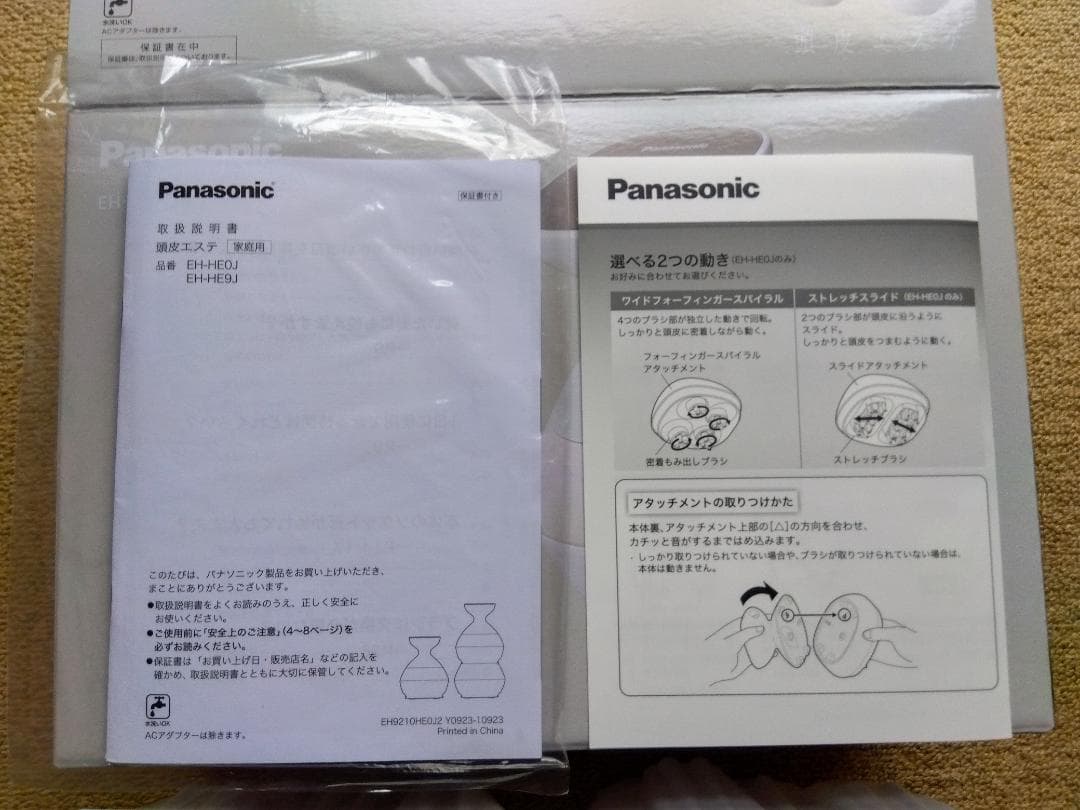 水洗いOK
ACアダプターは除きます。
保証書在中
Panasonic
EH-
Panasonic
Panasonic
保証書付き
取扱説明書
頭皮エステ 家庭用
品番 EH-HE0J
EH-HE9J
このたびは、パナソニック製品をお買い上げいただき、
まことにありがとうございます。
●取扱説明書をよくお読みのうえ、正しく安全に
お使いください。
●ご使用前に「安全上のご注意」(4〜8ページ)を
必ずお読みください。
●保証書は「お買い上げ日・販売店名」などの記入を
確かめ、取扱説明書とともに大切に保管してください。
水洗いOK
ACアダプターは除きます。
EH9210HE0J2 Y0923-10923
Printed in China
Panasonic
選べる2つの動き(EH-HE0Jのみ)
お好みに合わせてお選びください。
ワイドフォーフィンガースパイラル
4つのブラシ部が独立した動きで回転。
しっかりと頭皮に密着しながら動く。
フォーフィンガースパイラル
アタッチメント
密着もみ出しブラシ
ストレッチスライド(EH-HE0Jのみ)
2つのブラシ部が頭皮に沿うように
スライド。
しっかりと頭皮をつまむように動く。
スライドアタッチメント
ストレッチブラシ
アタッチメントの取りつけかた
本体裏、アタッチメント上部の[△]の方向を合わせ、
カチッと音がするまではめ込みます。
・しっかり取りつけられていない場合や、ブラシが取りつけられていない場合は、
本体は動きません。